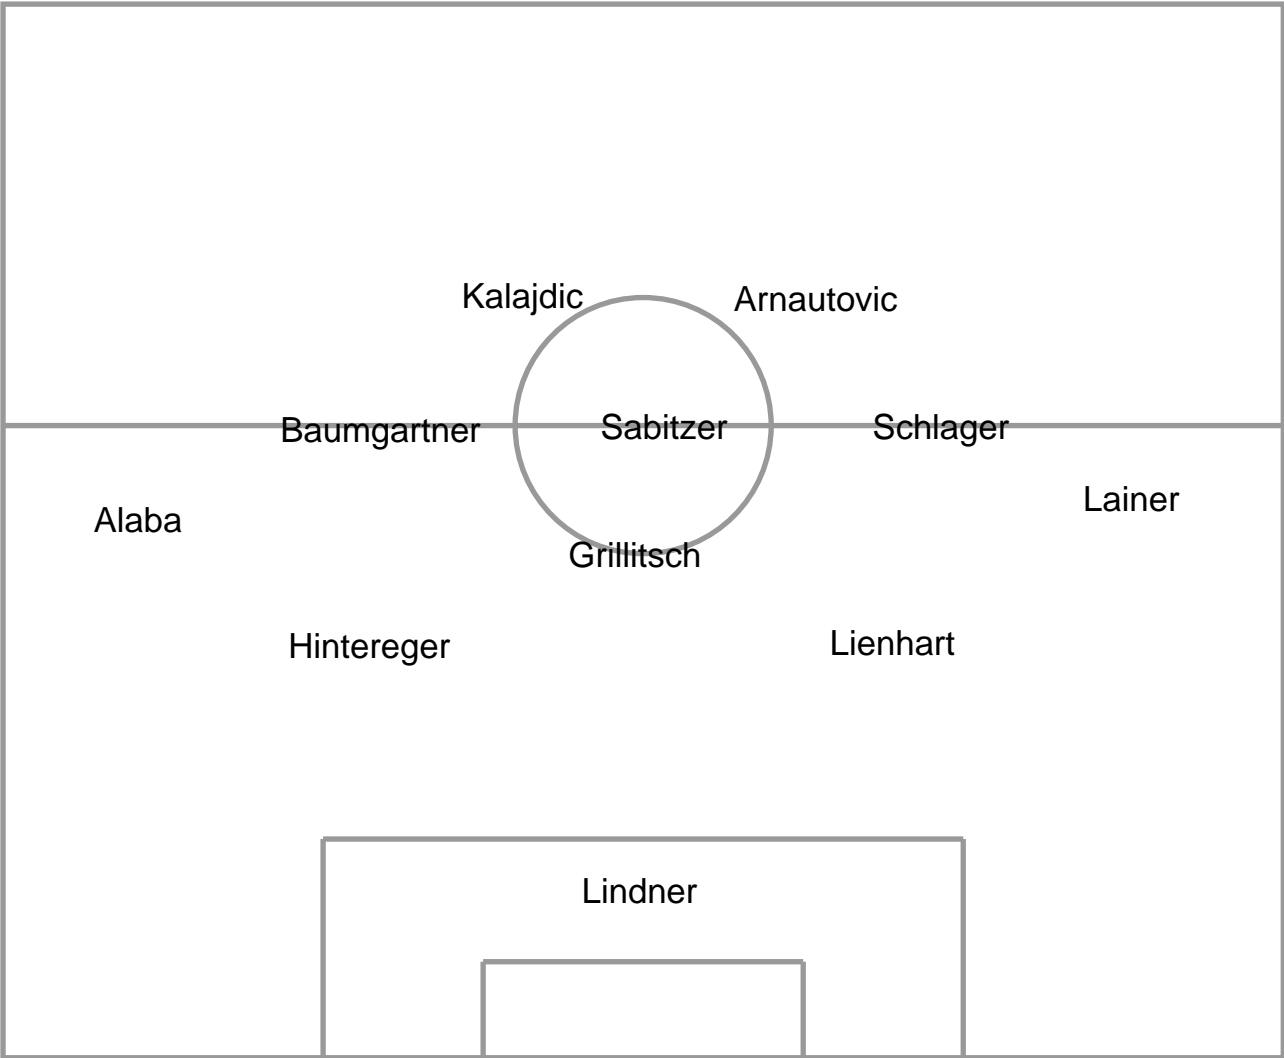 Kalajdic
Arnautovic
Baumgartner
Sabitzer
Schlager
Lainer
Alaba
Grillitsch
Hintereger
Lienhart
Lindner